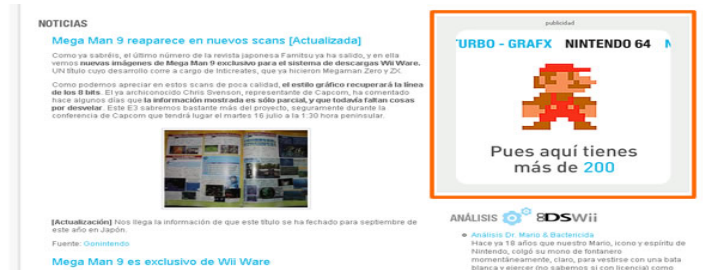 NOTICIAS
Mega Man 9 reaparece en nuevos scans [Actualizada]
Como ya sabréis, el último número de la revista japonesa Famitsu ya ha salido, y en ella
vemos nuevas imágenes de Mega Man 9 exclusivo para el sistema de descargas Wii Ware.
UN título cuyo desarrollo corre a cargo de Inticreates, que ya hicieron Megaman Zero y ZX.
Como podemos apreciar en estos scans de poca calidad, el estilo gráfico recuperará la línea
de los 8 bits. El ya archiconocido Chris Svenson, representante de Capcom, ha comentado
hace algunos días que la información mostrada es sólo parcial, y que todavía faltan cosas
por desvelar. Este E3 sabremos bastante más del proyecto, seguramente durante la
conferencia de Capcom que tendrá lugar el martes 16 julio a la 1:30 hora peninsular.
[Actualización] Nos llega la información de que este título se ha fechado para septiembre de
este año en Japón.
Fuente: Gonintendo
Mega Man 9 es exclusivo de Wii Ware
publicidad
TURBO - GRAFX NINTENDO 64 N
Pues aquí tienes
más de 200
ANÁLISIS DSWii
Análisis Dr. Mario & Bactericida
Hace ya 18 años que nuestro Mario, icono y espíritu de
Nintendo, colgó su mono de fontanero
momentáneamente, claro, para vestirse con una bata
blanca y ejercer (no sabemos si con licencia) como